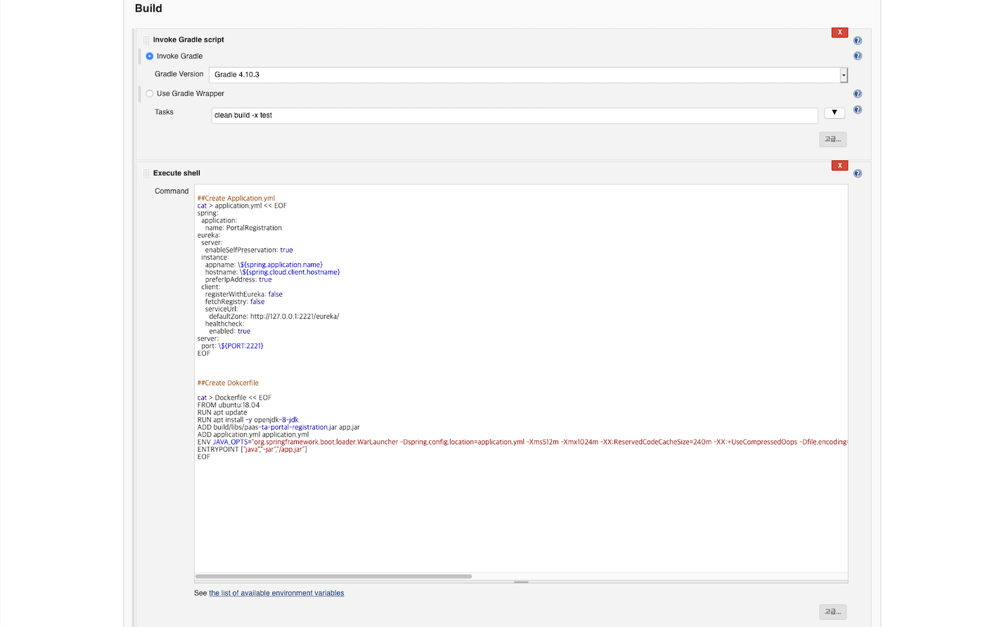 Build
Invoke Gradle script
X
Invoke Gradle
Gradle Version
Gradle 4.10.3
Use Gradle Wrapper
Tasks
clean build -x test
고급...
Execute shell
X
Command
##Create Application.yml
cat > application.yml << EOF
spring:
application:
name: PortalRegistration
eureka:
server:
enableSelfPreservation: true
instance:
appname: \${spring.application.name}
hostname: \${spring.cloud.client.hostname}
preferIpAddress: true
client:
registerWithEureka: false
fetchRegistry: false
serviceUrl:
defaultZone: http://127.0.0.1:2221/eureka/
healthcheck:
enabled: true
server:
port: \${PORT:2221}
EOF
##Create Dokcerfile
cat > Dockerfile << EOF
FROM ubuntu:18.04
RUN apt update
RUN apt install -y openjdk-8-jdk
ADD build/libs/paas-ta-portal-registration.jar app.jar
ADD application.yml application.yml
ENV JAVA_OPTS="org.springframework.boot.loader.WarLauncher -Dspring.config.location=application.yml -Xms512m -Xmx1024m -XX:ReservedCodeCacheSize=240m -XX:+UseCompressedOops -Dfile.encoding=
ENTRYPOINT ["java","-jar","/app.jar"]
EOF
See the list of available environment variables
고급...